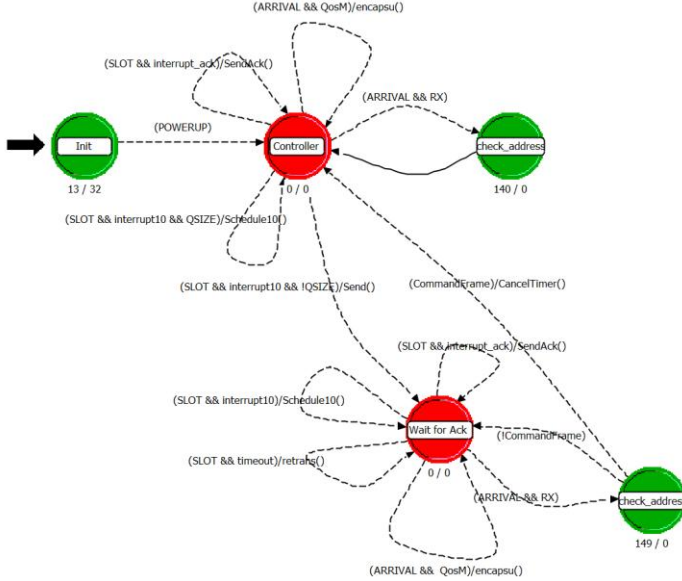 (ARRIVAL && QosM)/encapsu()
(SLOT && interrupt_ack)/SendAck()
(ARRIVAL && RX)
(POWERUP)
Init
Controller
check_address
13 / 32
0 / 0
140 / 0
(SLOT && interrupt10 && QSIZE)/Schedule10()
(SLOT && interrupt10 && !QSIZE)/Send()
(CommandFrame)/CancelTimer()
(SLOT && interrupt_ack)/SendAck()
(SLOT && interrupt10)/Schedule10()
Wait for Ack
(!CommandFrame)
(SLOT && timeout)/retrans()
0 / 0
(ARRIVAL && RX)
check_address
149 / 0
(ARRIVAL && QosM)/encapsu()